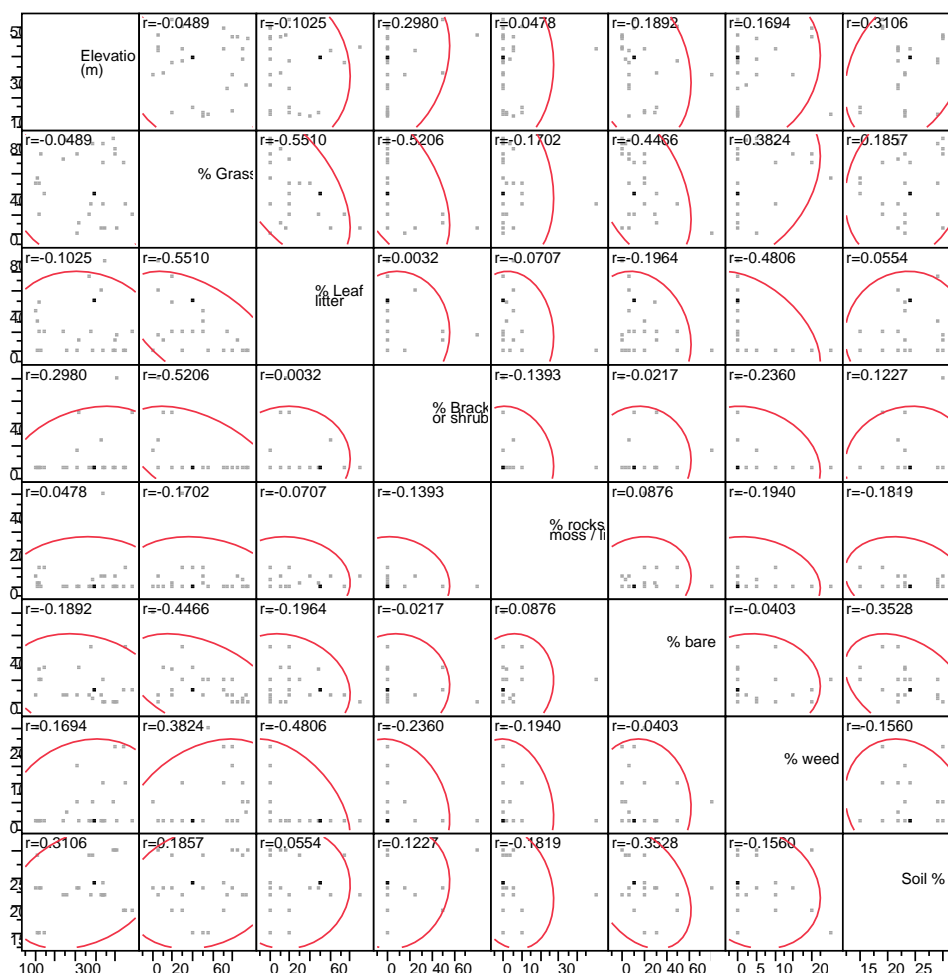 r=-0.0489 r=-0.1025 r=0.2980 r=0.0478 r=-0.1892 r=0.1694 r=0.3106
Elevatio
(m)
r=-0.0489 r=-0.5510 r=-0.5206 r=-0.1702 r=-0.4466 r=0.3824 r=0.1857
% Grass
r=-0.1025 r=-0.5510 r=0.0032 r=-0.0707 r=-0.1964 r=-0.4806 r=0.0554
% Leaf
litter
r=0.2980 r=-0.5206 r=0.0032 r=-0.1393 r=-0.0217 r=-0.2360 r=0.1227
% Brack
or shrub
r=0.0478 r=-0.1702 r=-0.0707 r=-0.1393 r=0.0876 r=-0.1940 r=-0.1819
% rocks
moss / li
r=-0.1892 r=-0.4466 r=-0.1964 r=-0.0217 r=0.0876 r=-0.0403 r=-0.3528
% bare
r=0.1694 r=0.3824 r=-0.4806 r=-0.2360 r=-0.1940 r=-0.0403 r=-0.1560
% weed
r=0.3106 r=0.1857 r=0.0554 r=0.1227 r=-0.1819 r=-0.3528 r=-0.1560
Soil %
100 300 0 20 60 0 20 60 0 20 40 60 0 10 30 0 20 40 60 0 5 10 20 15 20 25